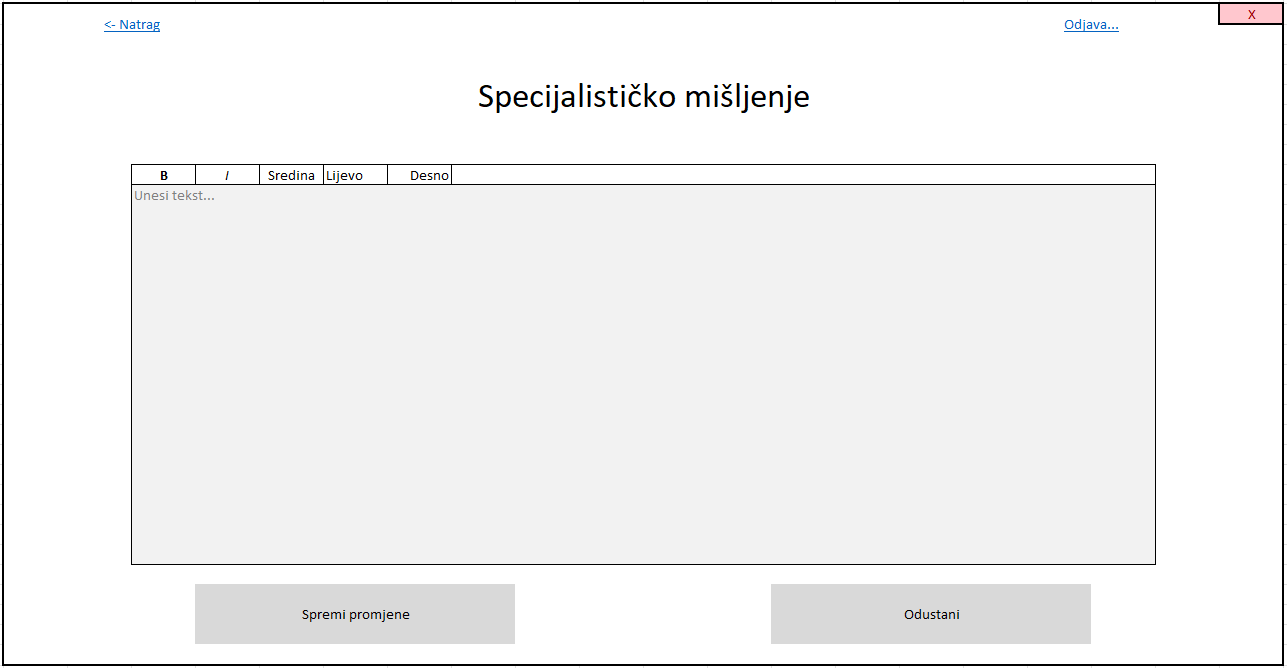 <- Natrag
Odjava...
X
Specijalističko mišljenje
B I Sredina Lijevo Desno
Unesi tekst...
Spremi promjene
Odustani